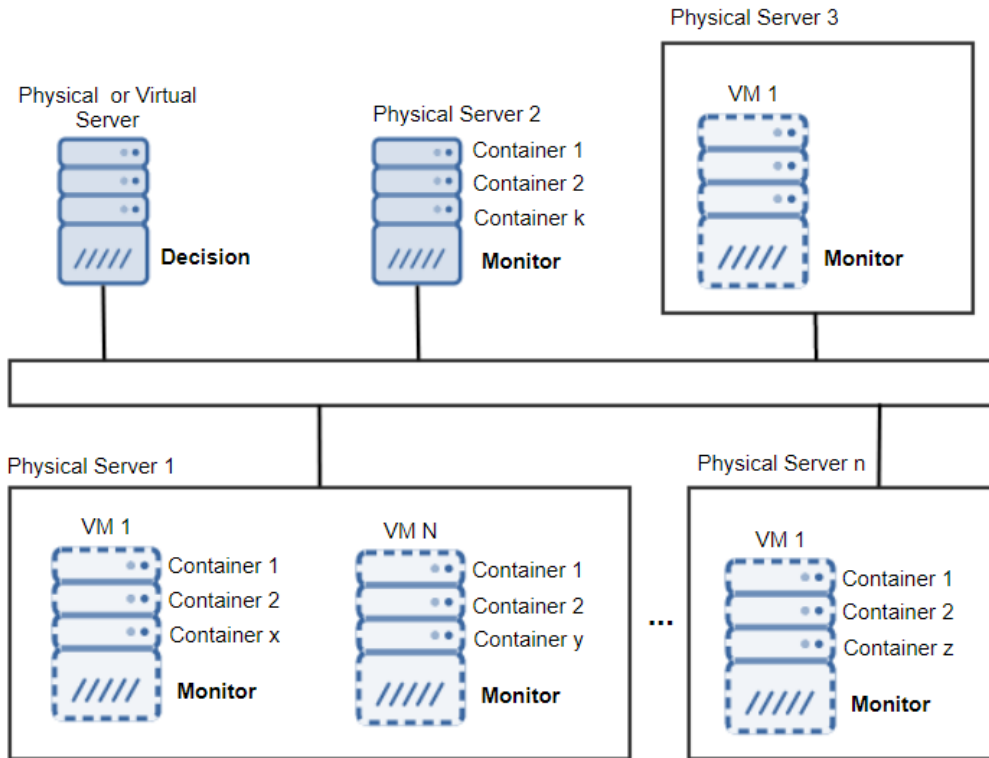 Physical Server 3
Physical or Virtual
Server
Physical Server 2
VM 1
Container 1
Container 2
Container k
Decision
Monitor
Monitor
Physical Server 1
Physical Server n
VM 1
VM N
VM 1
Container 1
Container 2
Container x
Monitor
Container 1
Container 2
Container y
Monitor
...
Container 1
Container 2
Container z
Monitor